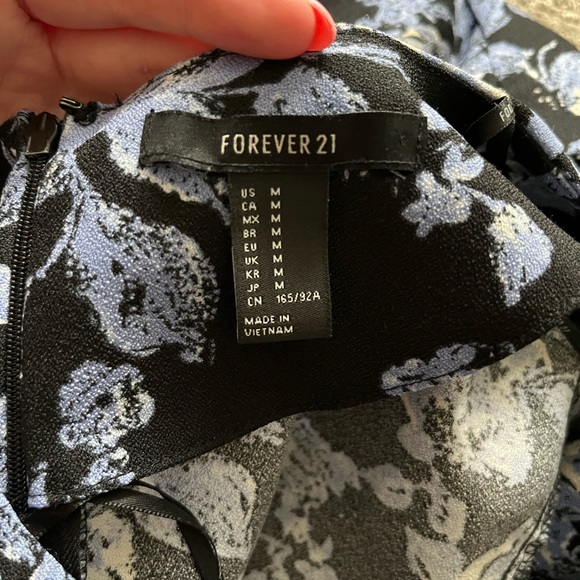 FOREVER 21
US M
CA M
MX M
BR M
EU M
UK M
KR M
JP M
CN 165/92A
MADE IN
VIETNAM